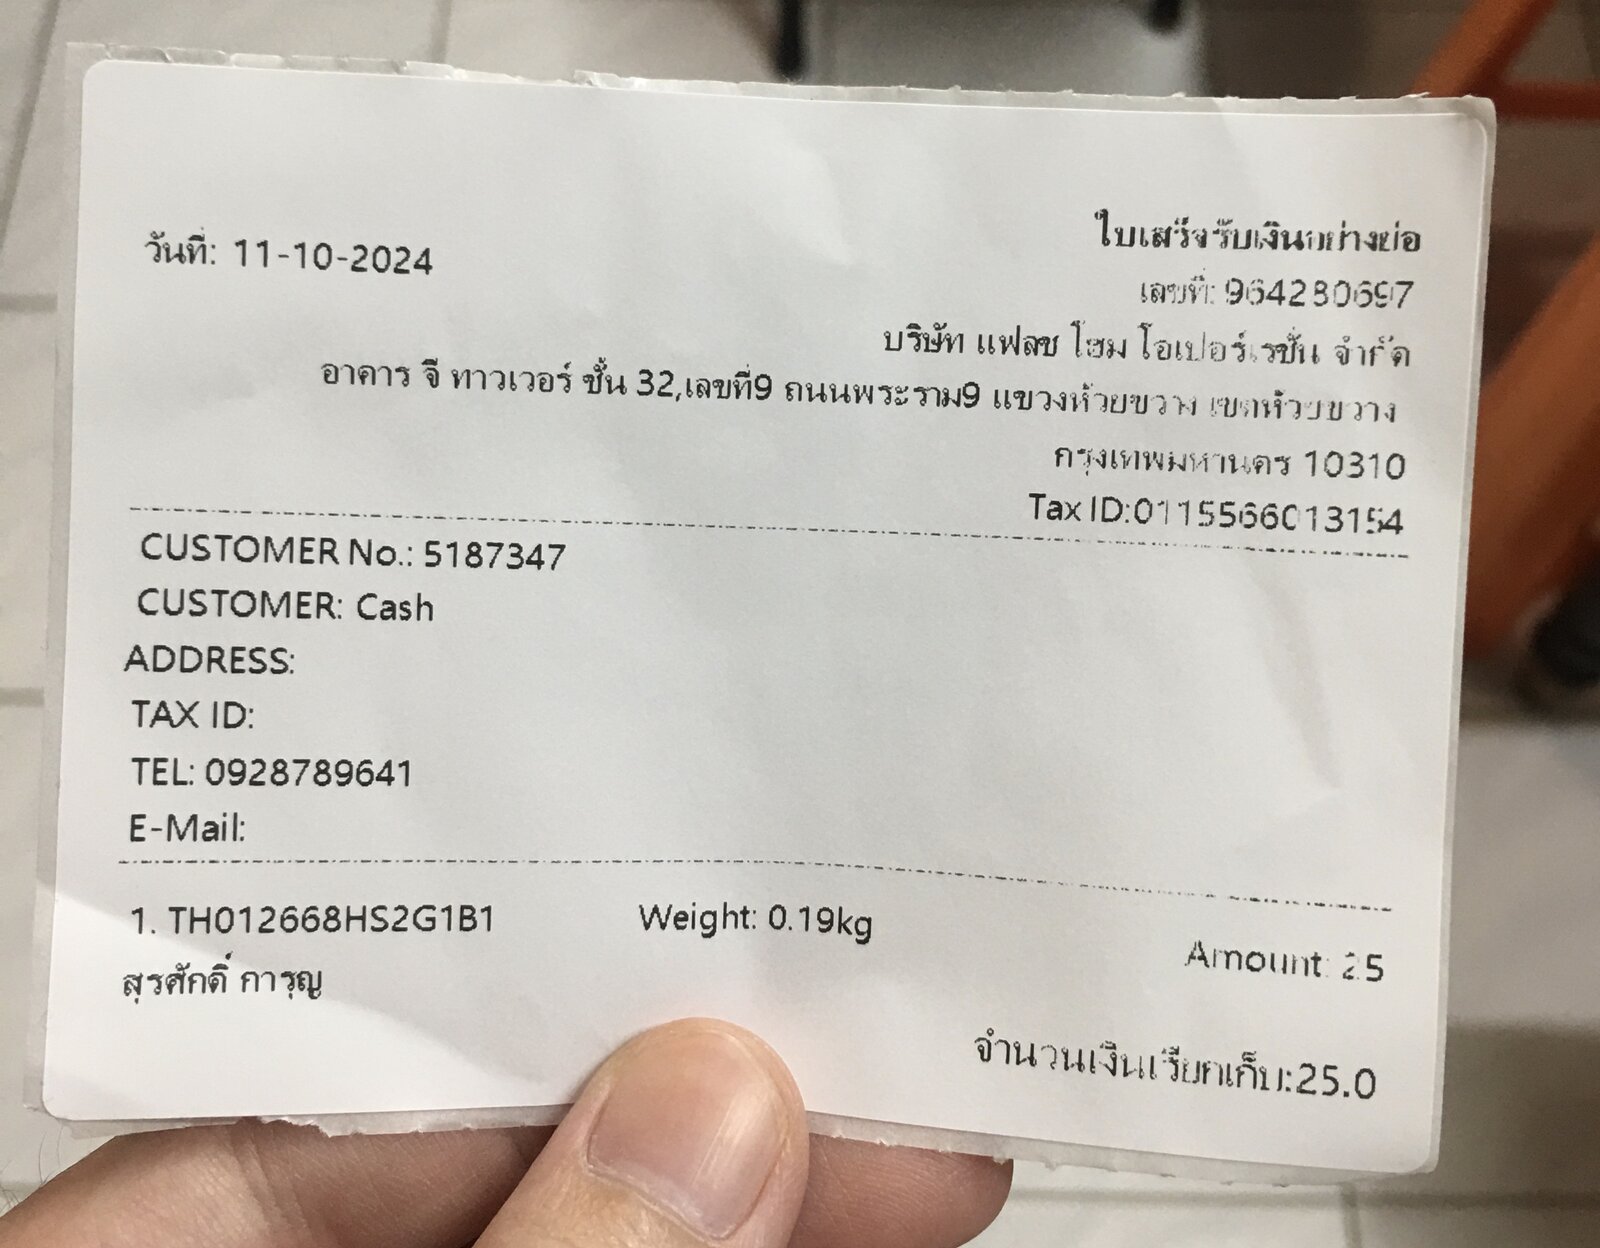 ใบเสร็จรับเงินอย่างย่อ
วันที่: 11-10-2024
เลขที่: 964280697
บริษัท แฟลช โฮม โอเปอร์เรชั่น จำกัด
อาคาร จี ทาวเวอร์ ชั้น 32,เลขที่9 ถนนพระราม9 แขวงห้วยขวาง เขตห้วยขวาง
กรุงเทพมหานคร 10310
Tax ID:0115566013154
CUSTOMER No.: 5187347
CUSTOMER: Cash
ADDRESS:
TAX ID:
TEL: 0928789641
E-Mail:
1. TH012668HS2G1B1 Weight: 0.19kg Amount: 25
สุรศักดิ์ การุญ
จำนวนเงินเรียกเก็บ:25.0